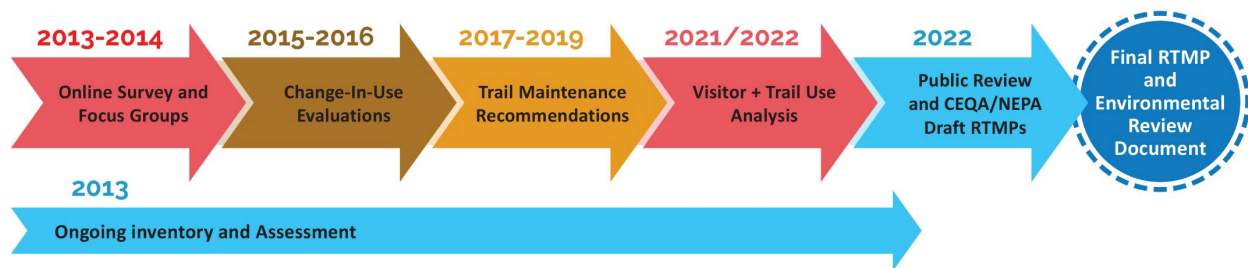 2013-2014
Online Survey and
Focus Groups
2015-2016
Change-In-Use
Evaluations
2017-2019
Trail Maintenance
Recommendations
2021/2022
Visitor + Trail Use
Analysis
2022
Public Review
and CEQA/NEPA
Draft RTMPs
Final RTMP
and
Environmental
Review
Document
2013
Ongoing inventory and Assessment